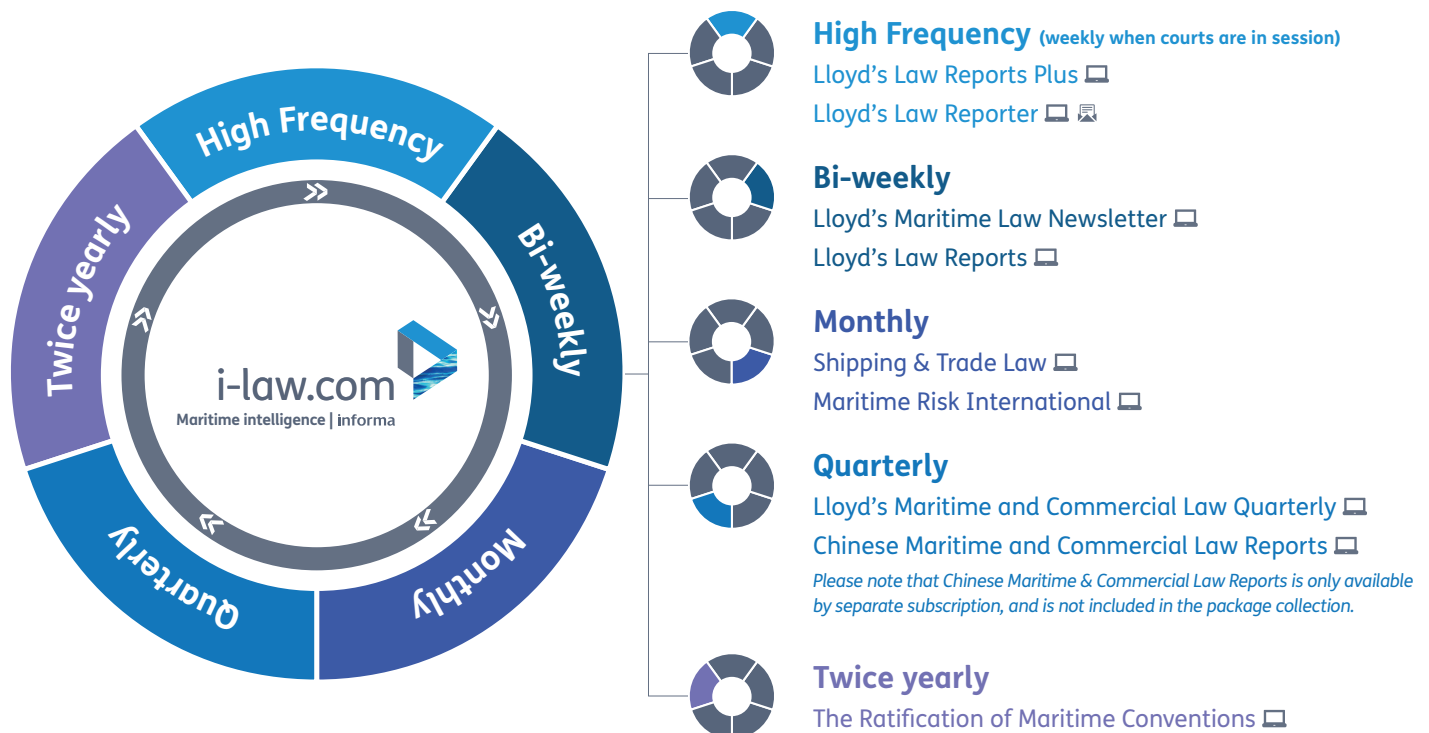 High Frequency
Bi-weekly
Monthly
Quarterly
Twice yearly
i-law.com
Maritime intelligence | informa
High Frequency (weekly when courts are in session)
Lloyd's Law Reports Plus
Lloyd's Law Reporter
Bi-weekly
Lloyd's Maritime Law Newsletter
Lloyd's Law Reports
Monthly
Shipping & Trade Law
Maritime Risk International
Quarterly
Lloyd's Maritime and Commercial Law Quarterly
Chinese Maritime and Commercial Law Reports
Please note that Chinese Maritime & Commercial Law Reports is only available
by separate subscription, and is not included in the package collection.
Twice yearly
The Ratification of Maritime Conventions